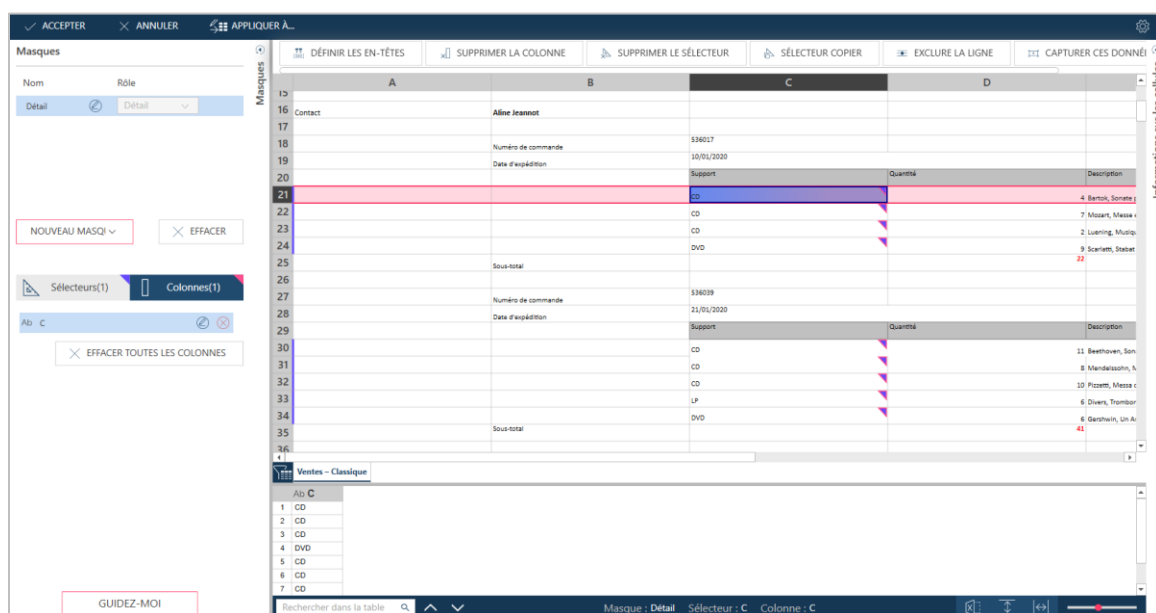 ACCEPTER ANNULER APPLIQUER À...
Masques
Nom Rôle
Détail Détail
NOUVEAU MASQI EFFACER
Sélecteurs(1) Colonnes(1)
Ab C
EFFACER TOUTES LES COLONNES
GUIDEZ-MOI
Masques
DÉFINIR LES EN-TÊTES SUPPRIMER LA COLONNE SUPPRIMER LE SÉLECTEUR SÉLECTEUR COPIER EXCLURE LA LIGNE CAPTURER CES DONNÉ
A B C D
15
16 Contact Aline Jeannot
17
18 Numéro de commande 536017
19 Date d'expédition 10/01/2020
20 Support Quantité Description
21 CD 4 Bartok, Sonate p
22 CD 7 Mozart, Messe
23 CD 2 Luening, Musiqu
24 DVD 9 Scarlatti, Stabat
25 Sous-total 22
26
27 Numéro de commande 536039
28 Date d'expédition 21/01/2020
29 Support Quantité Description
30 CD 11 Beethoven, Son
31 CD 8 Mendelssohn, M
32 CD 10 Pizzetti, Messa
33 LP 6 Divers, Trombor
34 DVD 6 Gershwin, Un A
35 Sous-total 41
36
Ventes – Classique
Ab C
1 CD
2 CD
3 CD
4 DVD
5 CD
6 CD
7 CD
Rechercher dans la table Masque : Détail Sélecteur : C Colonne : C